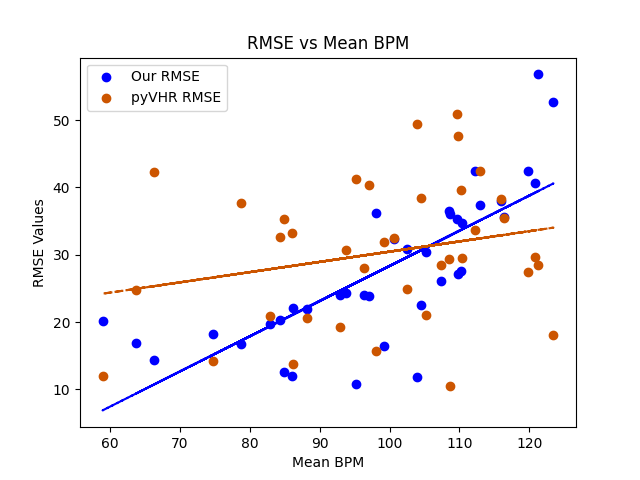 RMSE vs Mean BPM
Our RMSE
pyVHR RMSE
50
40
30
20
10
RMSE Values
60 70 80 90 100 110 120
Mean BPM